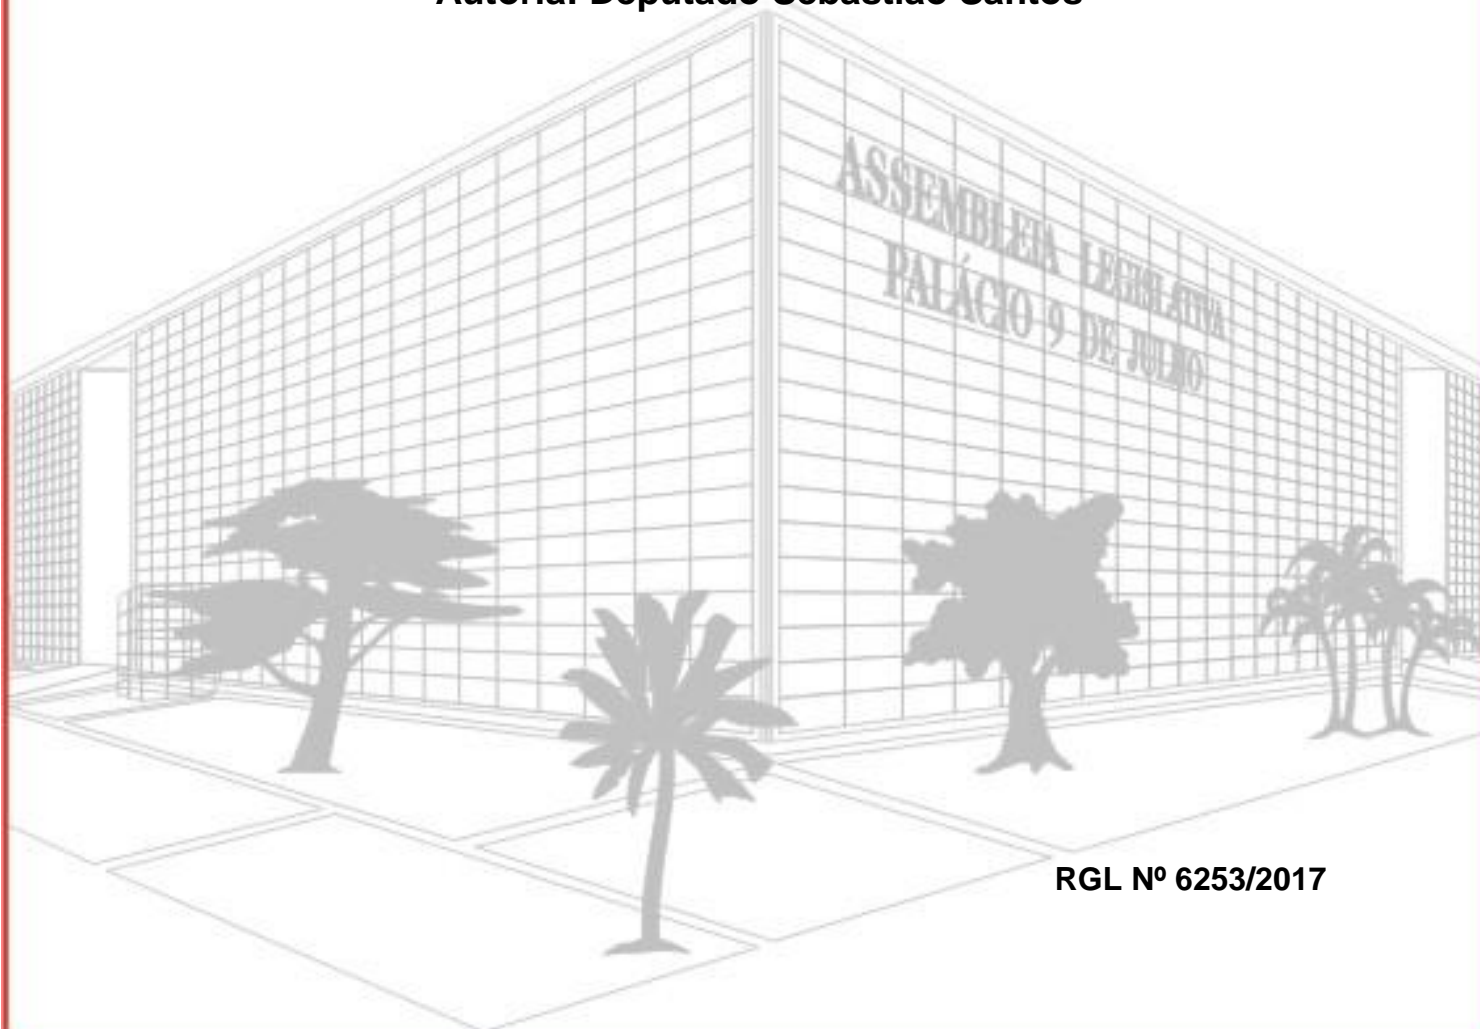 Autoria: Deputado Sebastião Santos
ASSEMBLEIA LEGISLATIVA
PALÁCIO 9 DE JULHO
RGL Nº 6253/2017